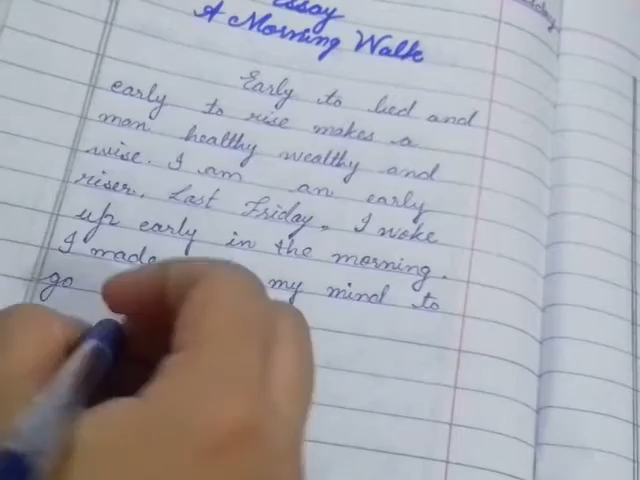 Essay
A Morning Walk
Early to bed and
early to rise makes a
man healthy wealthy and
wise. I am an early
riser. Last Friday, I woke
up early in the morning.
I made my mind to
go